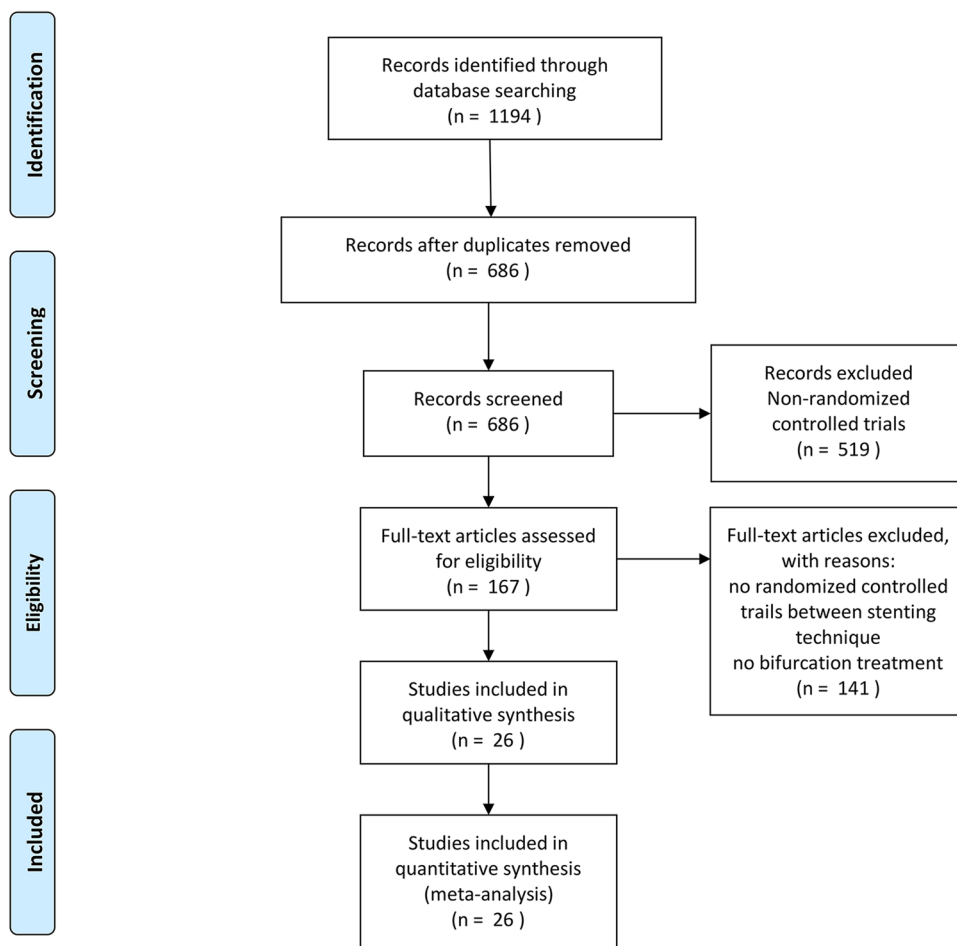 Identification
Records identified through
database searching
(n = 1194 )
Records after duplicates removed
(n = 686 )
Screening
Records screened
(n = 686 )
Records excluded
Non-randomized
controlled trials
(n = 519 )
Eligibility
Full-text articles assessed
for eligibility
(n = 167 )
Full-text articles excluded,
with reasons:
no randomized controlled
trails between stenting
technique
no bifurcation treatment
(n = 141 )
Studies included in
qualitative synthesis
(n = 26 )
Included
Studies included in
quantitative synthesis
(meta-analysis)
(n = 26 )